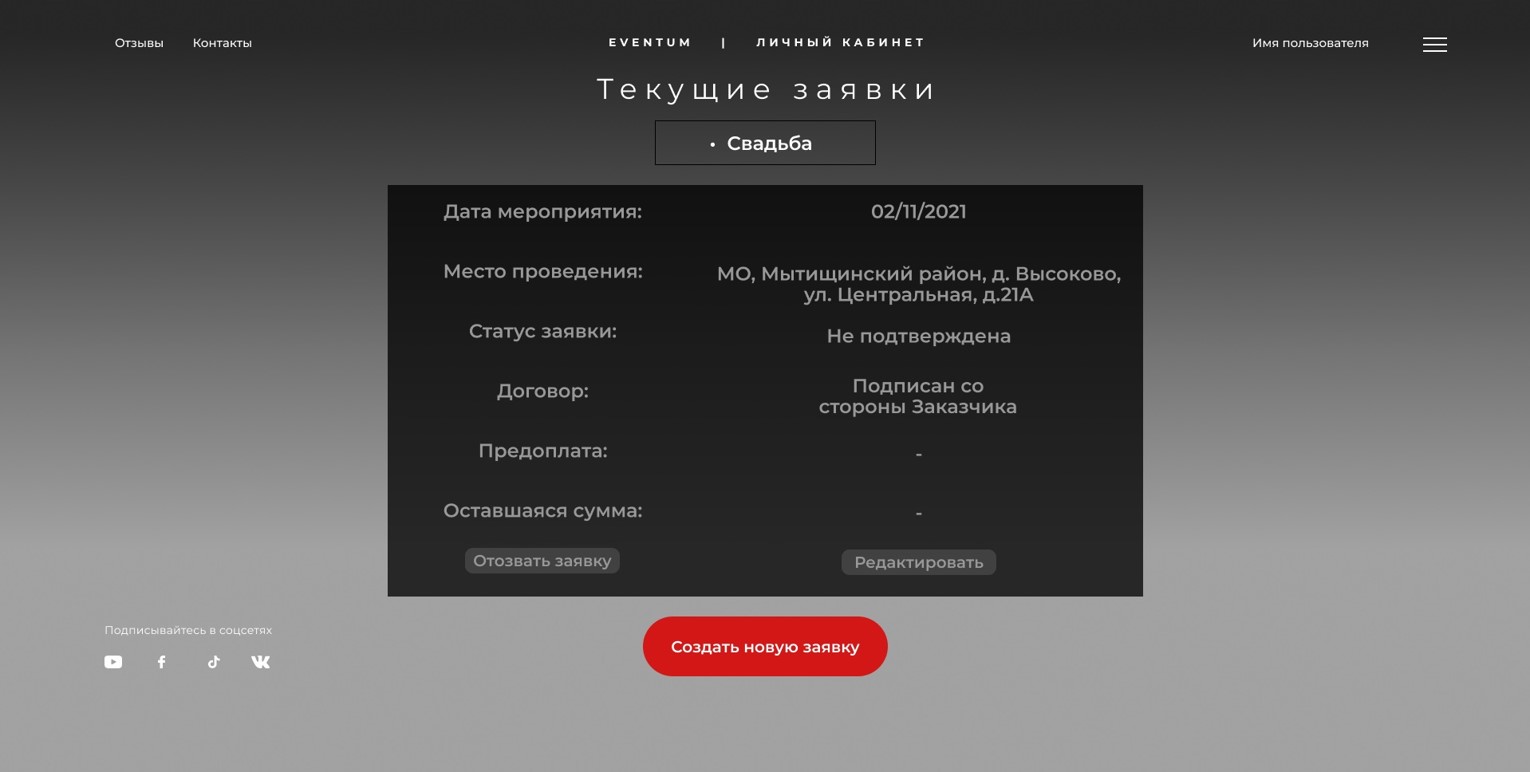 Отзывы Контакты EVENTUM | ЛИЧНЫЙ КАБИНЕТ Имя пользователя
Текущие заявки
• Свадьба
Дата мероприятия: 02/11/2021
Место проведения: МО, Мытищинский район, д. Высоково,
ул. Центральная, д.21А
Статус заявки: Не подтверждена
Договор: Подписан со
стороны Заказчика
Предоплата: -
Оставшаяся сумма: -
Отозвать заявку Редактировать
Подписывайтесь в соцсетях
Создать новую заявку